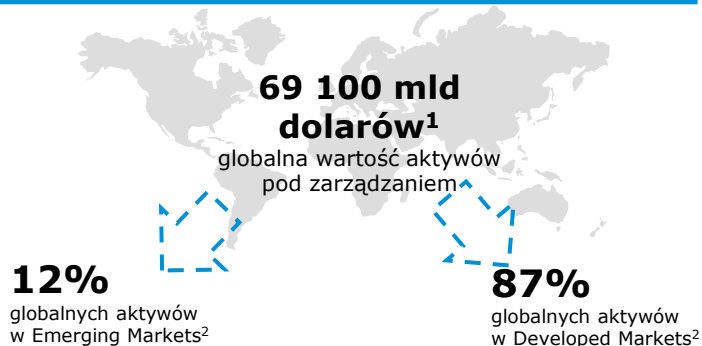 69 100 mld
dolarów¹
globalna wartość aktywów
pod zarządzaniem
12%
globalnych aktywów
w Emerging Markets²
87%
globalnych aktywów
w Developed Markets²